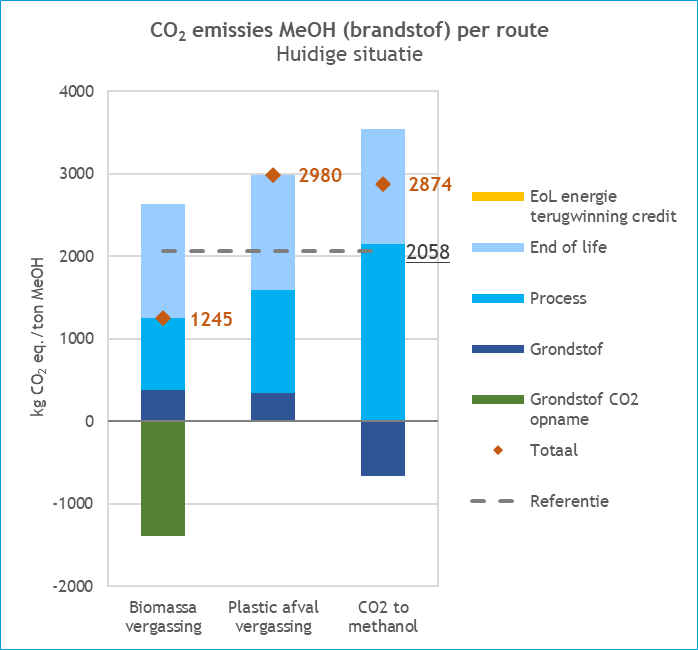 CO₂ emissies MeOH (brandstof) per route
Huidige situatie
kg CO₂ eq./ton MeOH
4000
3000
2000
1000
0
-1000
-2000
1245
2980
2874
2058
Biomassa
vergassing
Plastic afval
vergassing
CO2 to
methanol
EoL energie
terugwinning credit
End of life
Process
Grondstof
Grondstof CO2
opname
Totaal
Referentie